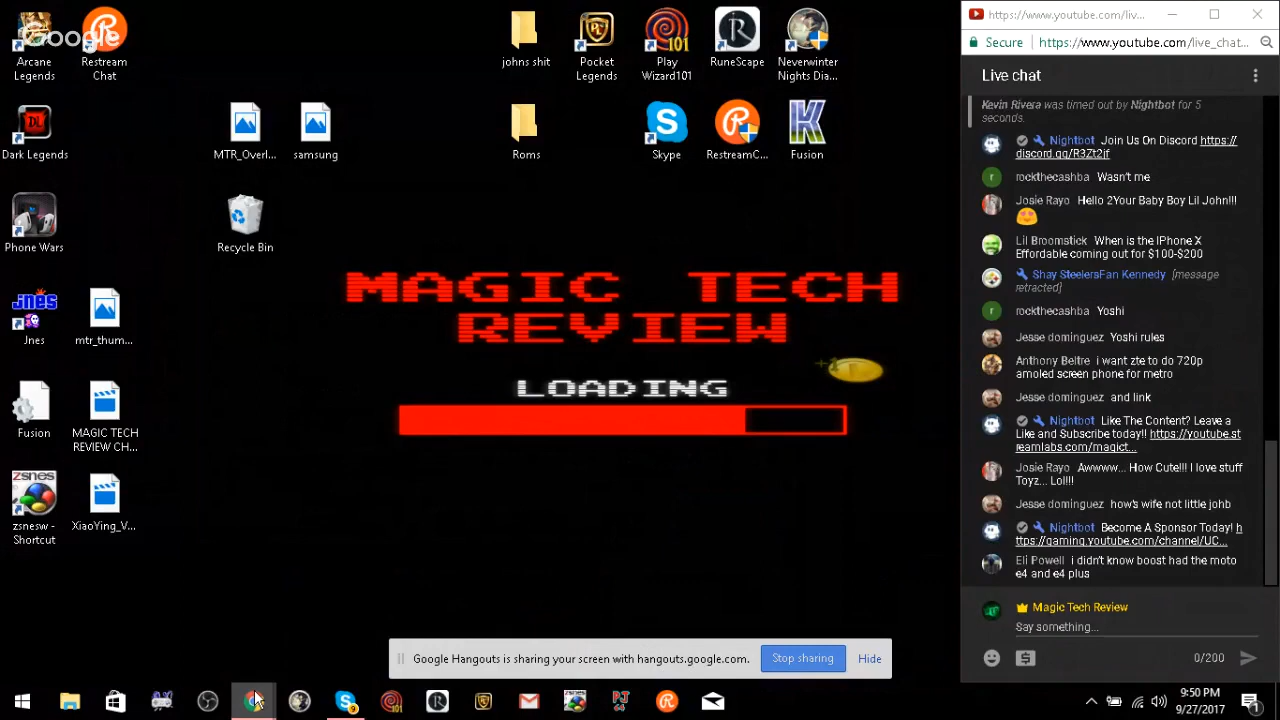 Google
Arcane
Legends
Restream
Chat
johns shit
Pocket
Legends
Play
Wizard101
RuneScape
Neverwinter
Nights Dia...
Dark Legends
MTR_Overl...
samsung
Roms
Skype
RestreamC...
Fusion
Phone Wars
Recycle Bin
Jnes
mtr_thum...
MAGIC TECH
REVIEW
+1
LOADING
Fusion
MAGIC TECH
REVIEW CH...
zsnesw -
Shortcut
XiaoYing_V...
Google Hangouts is sharing your screen with hangouts.google.com.
Stop sharing
Hide
https://www.youtube.com/liv...
Secure
https://www.youtube.com/live_chat...
Live chat
Kevin Rivera was timed out by Nightbot for 5
seconds.
Nightbot Join Us On Discord https://
discord.gg/R3Zt2jf
rockthecashba Wasn't me
Josie Rayo Hello 2Your Baby Boy Lil John!!!
Lil Broomstick When is the IPhone X
Effordable coming out for $100-$200
Shay SteelersFan Kennedy [message
retracted]
rockthecashba Yoshi
Jesse dominguez Yoshi rules
Anthony Beltre i want zte to do 720p
amoled screen phone for metro
Jesse dominguez and link
Nightbot Like The Content? Leave a
Like and Subscribe today!! https://youtube.st
reamlabs.com/magict...
Josie Rayo Awwww... How Cute!!! I love stuff
Toyz... Lol!!!
Jesse dominguez how's wife not little johb
Nightbot Become A Sponsor Today! h
ttps://gaming.youtube.com/channel/UC...
Eli Powell i didn't know boost had the moto
e4 and e4 plus
Magic Tech Review
Say something...
0/200
9:50 PM
9/27/2017